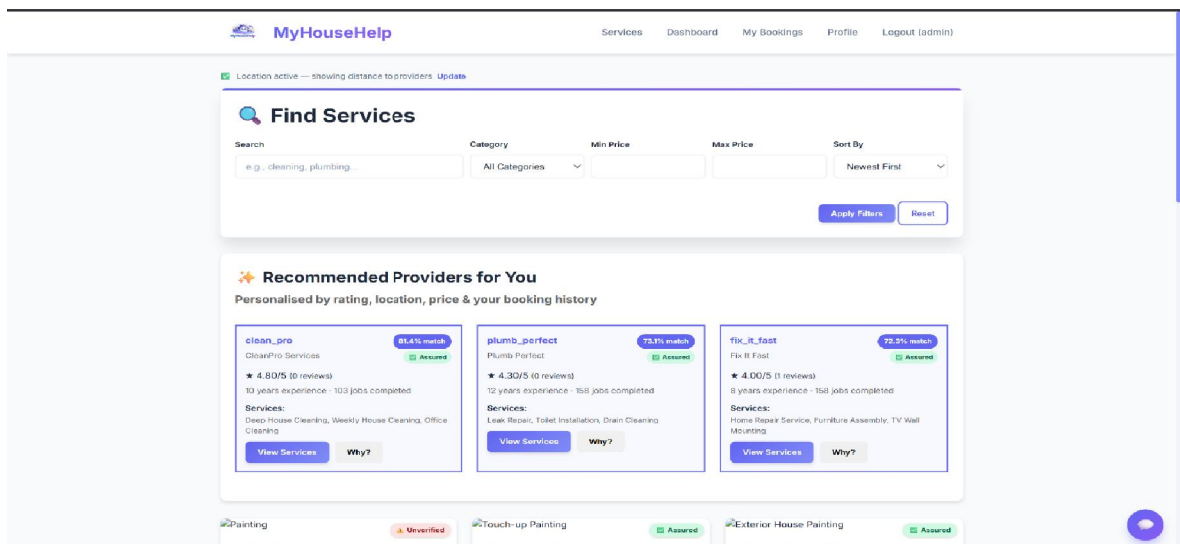 MyHouseHelp
Services Dashboard My Bookings Profile Logout (admin)
Location active — showing distance to providers Update
Find Services
Search Category Min Price Max Price Sort By
e.g., cleaning, plumbing... All Categories Newest First
Apply Filters Reset
Recommended Providers for You
Personalised by rating, location, price & your booking history
clean_pro 81.4% match
CleanPro Services Assured
★ 4.80/5 (0 reviews)
10 years experience - 103 jobs completed
Services:
Deep House Cleaning, Weekly House Cleaning, Office
Cleaning
View Services Why?
plumb_perfect 73.1% match
Plumb Perfect Assured
★ 4.30/5 (0 reviews)
12 years experience - 158 jobs completed
Services:
Leak Repair, Toilet Installation, Drain Cleaning
View Services Why?
fix_it_fast 72.3% match
Fix It Fast Assured
★ 4.00/5 (1 reviews)
8 years experience - 158 jobs completed
Services:
Home Repair Service, Furniture Assembly, TV Wall
Mounting
View Services Why?
Painting Unverified
Touch-up Painting Assured
Exterior House Painting Assured